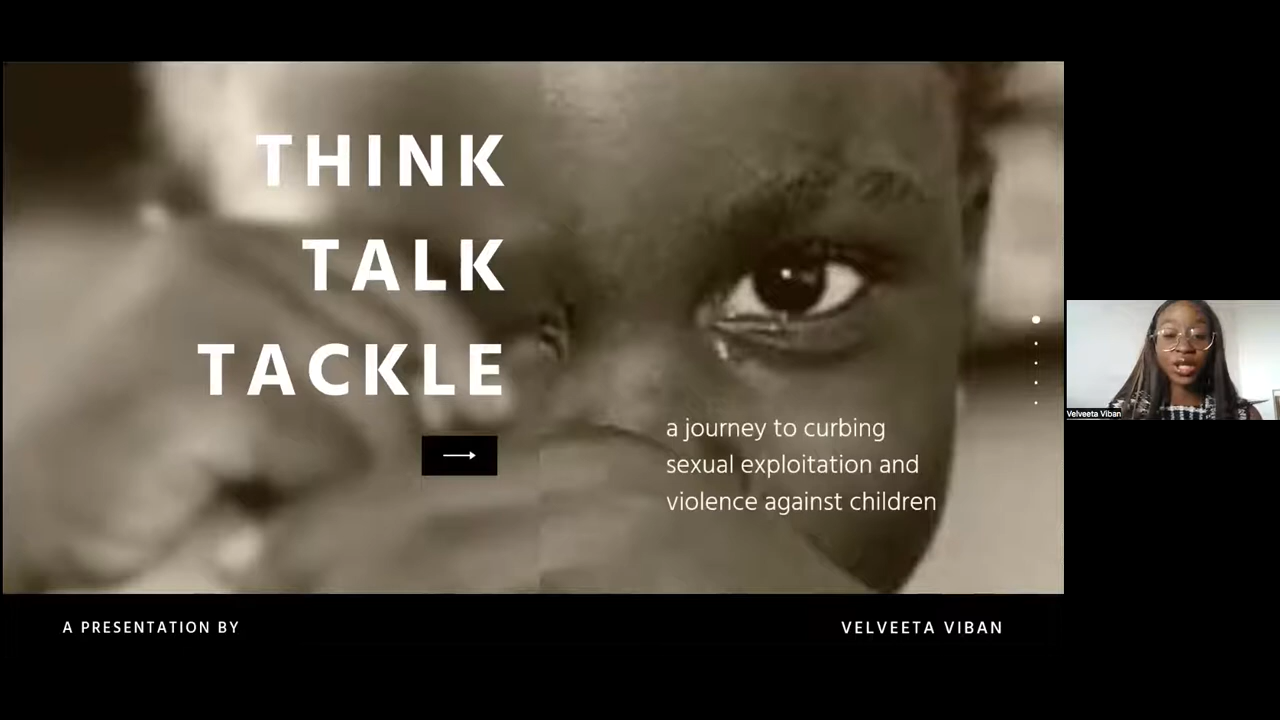 THINK
TALK
TACKLE
a journey to curbing
sexual exploitation and
violence against children
Velveeta Viban
A PRESENTATION BY
VELVEETA VIBAN